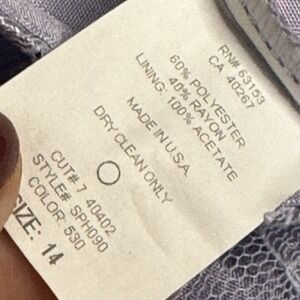 RN# 63153
CA 40267
60% POLYESTER
40% RAYON
LINING: 100% ACETATE
MADE IN U.S.A.
DRY CLEAN ONLY
CUT# 7 40402
STYLE# SPH090
COLOR: 530
SIZE: 14